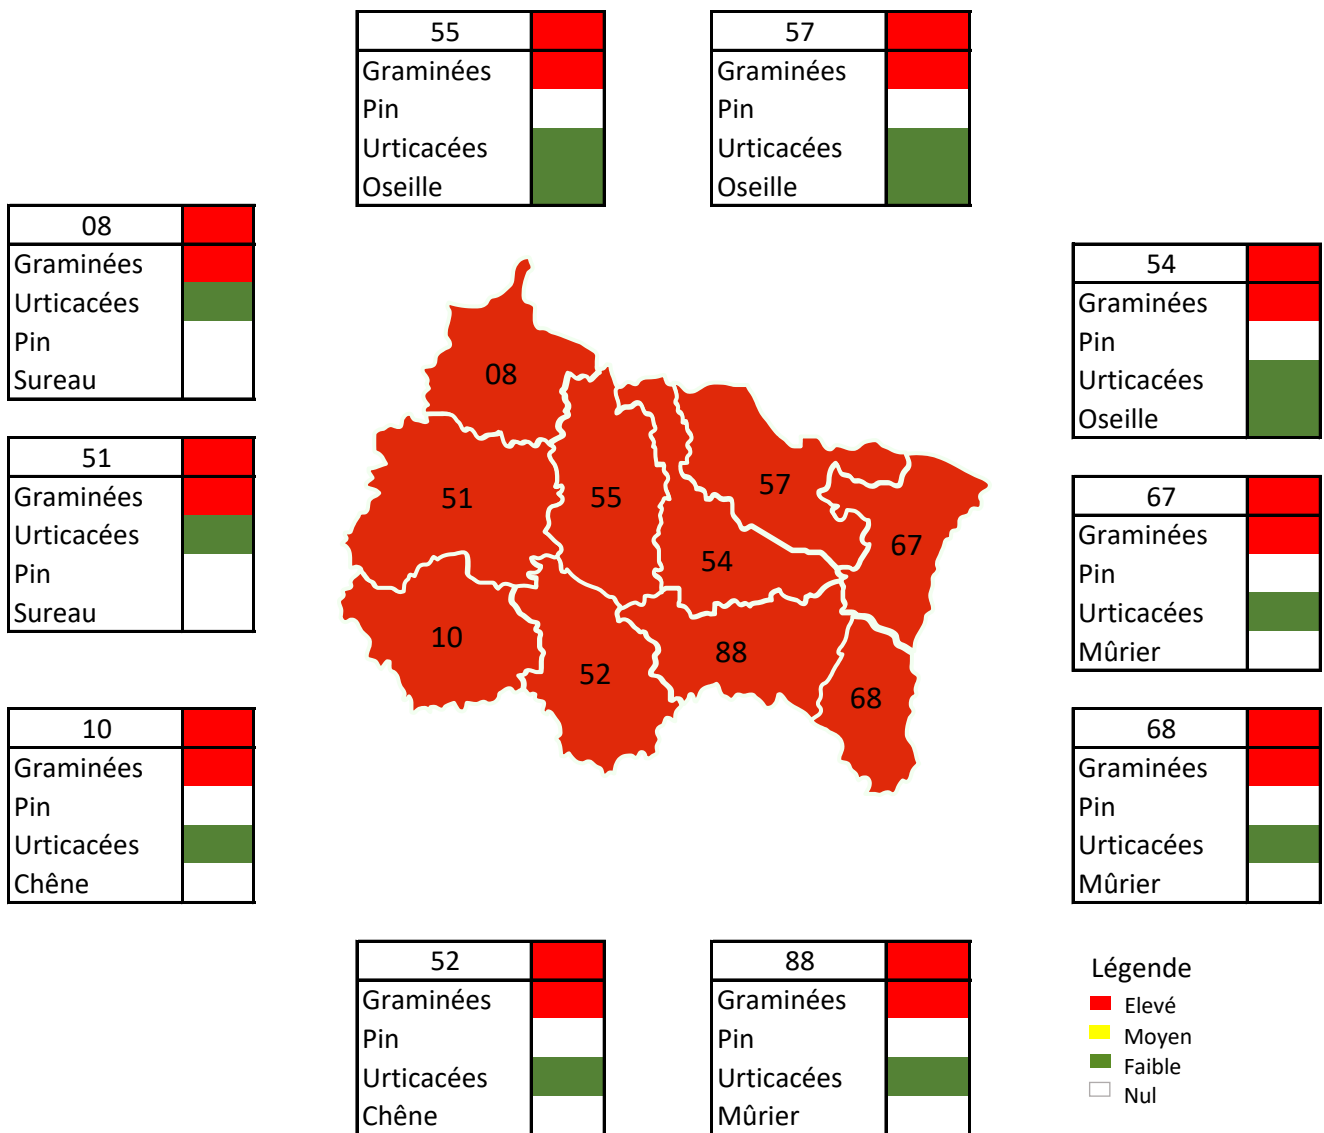 55
Graminées
Pin
Urticacées
Oseille
57
Graminées
Pin
Urticacées
Oseille
08
Graminées
Urticacées
Pin
Sureau
54
Graminées
Pin
Urticacées
Oseille
51
Graminées
Urticacées
Pin
Sureau
67
Graminées
Pin
Urticacées
Mûrier
10
Graminées
Pin
Urticacées
Chêne
68
Graminées
Pin
Urticacées
Mûrier
08
51
55
57
67
54
10
52
88
68
52
Graminées
Pin
Urticacées
Chêne
88
Graminées
Pin
Urticacées
Mûrier
Légende
Elevé
Moyen
Faible
Nul